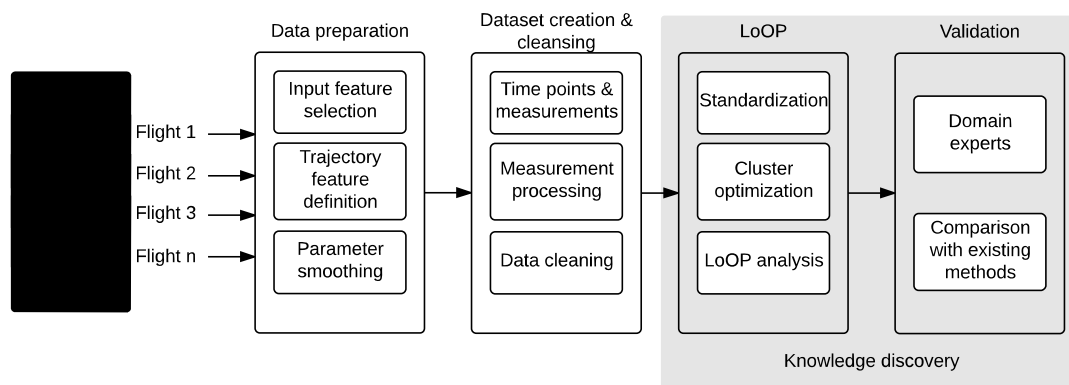 Flight 1
Flight 2
Flight 3
Flight n
Data preparation
Input feature
selection
Trajectory
feature
definition
Parameter
smoothing
Dataset creation &
cleansing
Time points &
measurements
Measurement
processing
Data cleaning
LoOP
Standardization
Cluster
optimization
LoOP analysis
Validation
Domain
experts
Comparison
with existing
methods
Knowledge discovery